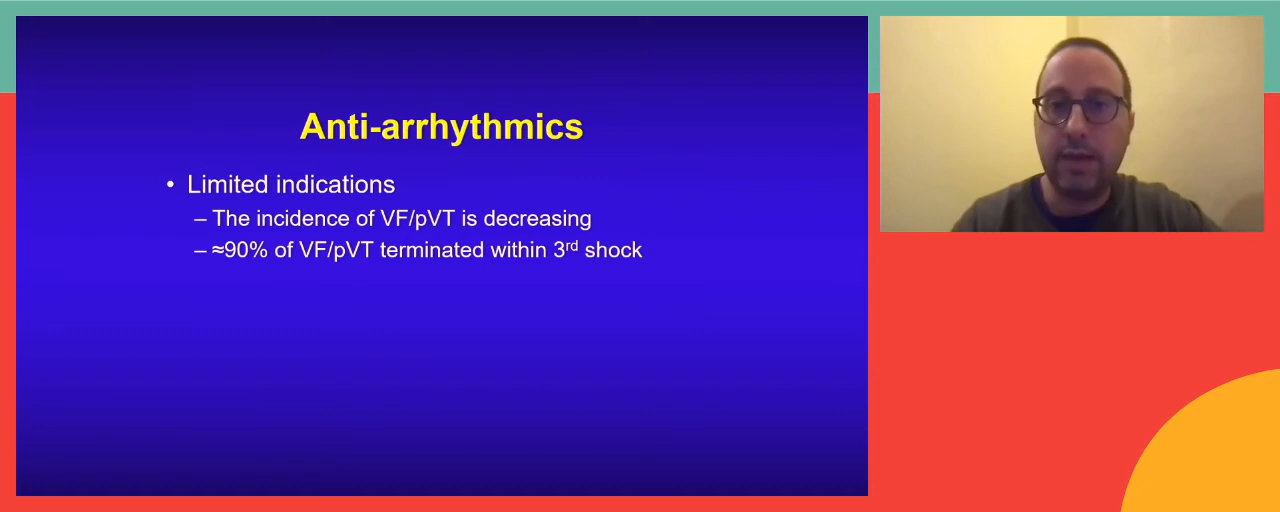 Anti-arrhythmics
• Limited indications
– The incidence of VF/pVT is decreasing
– ≈90% of VF/pVT terminated within 3rd shock